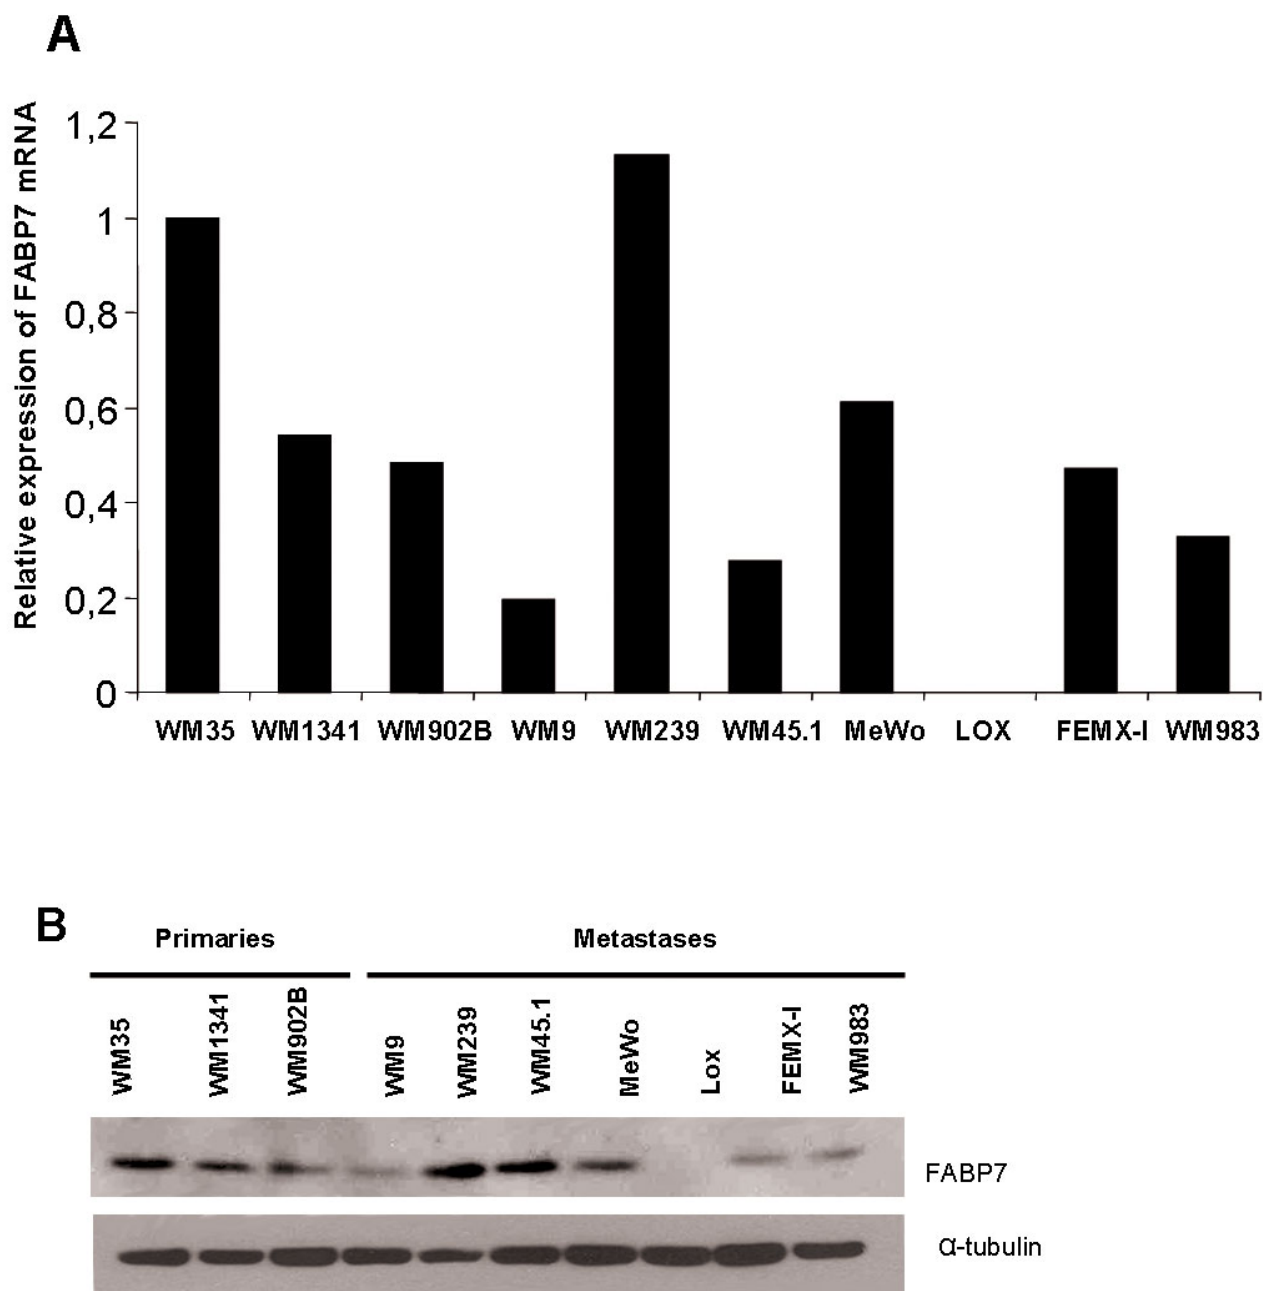 A
Relative expression of FABP7 mRNA
1,2
1
0,8
0,6
0,4
0,2
0
WM35 WM1341 WM902B WM9 WM239 WM45.1 MeWo LOX FEMX-I WM983
B
Primaries Metastases
WM35 WM1341 WM902B WM9 WM239 WM45.1 MeWo Lox FEMX-I WM983
FABP7
α-tubulin